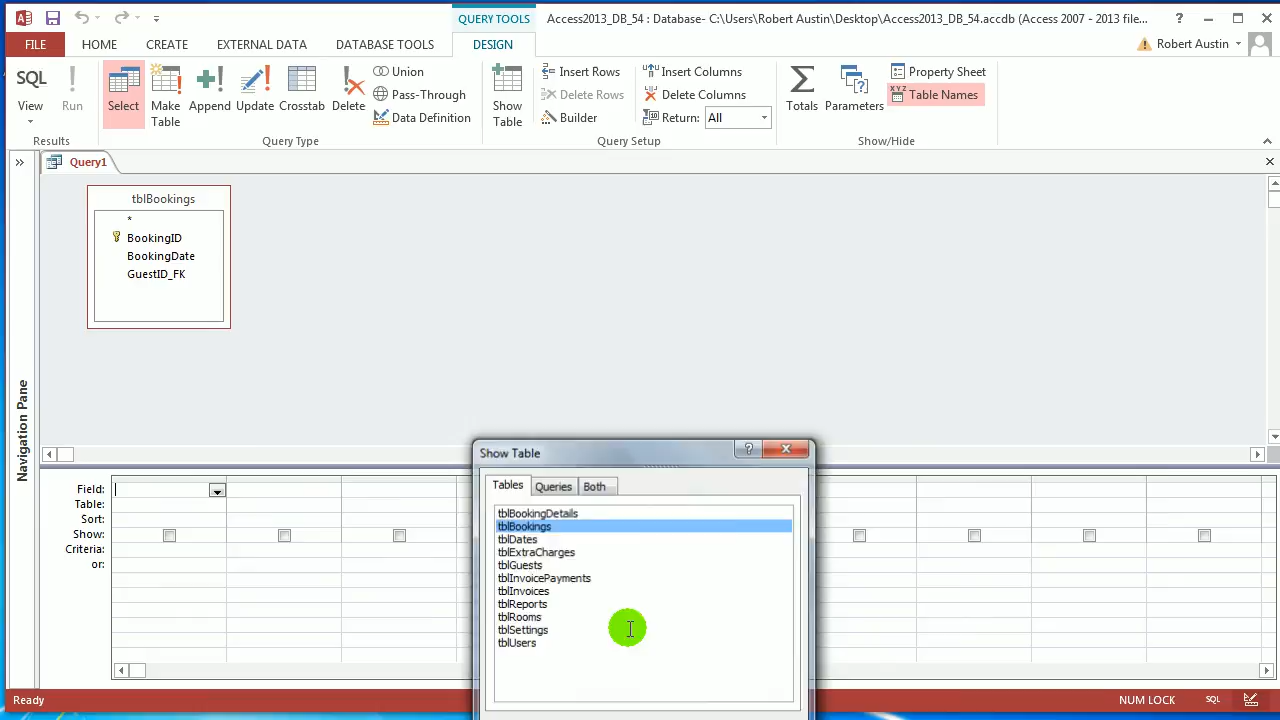 QUERY TOOLS
Access2013_DB_54 : Database- C:\Users\Robert Austin\Desktop\Access2013_DB_54.accdb (Access 2007 - 2013 file...
?
FILE
HOME
CREATE
EXTERNAL DATA
DATABASE TOOLS
DESIGN
Robert Austin
SQL
View
Run
Results
Select
Make
Table
Append
Update
Crosstab
Delete
Union
Pass-Through
Data Definition
Query Type
Show
Table
Insert Rows
Delete Rows
Builder
Insert Columns
Delete Columns
Return: All
Query Setup
Totals
Parameters
Property Sheet
XYZ
Table Names
Show/Hide
Query1
Navigation Pane
tblBookings
*
BookingID
BookingDate
GuestID_FK
Field:
Table:
Sort:
Show:
Criteria:
or:
Show Table
?
Tables
Queries
Both
tblBookingDetails
tblBookings
tblDates
tblExtraCharges
tblGuests
tblInvoicePayments
tblInvoices
tblReports
tblRooms
tblSettings
tblUsers
Ready
NUM LOCK
SQL